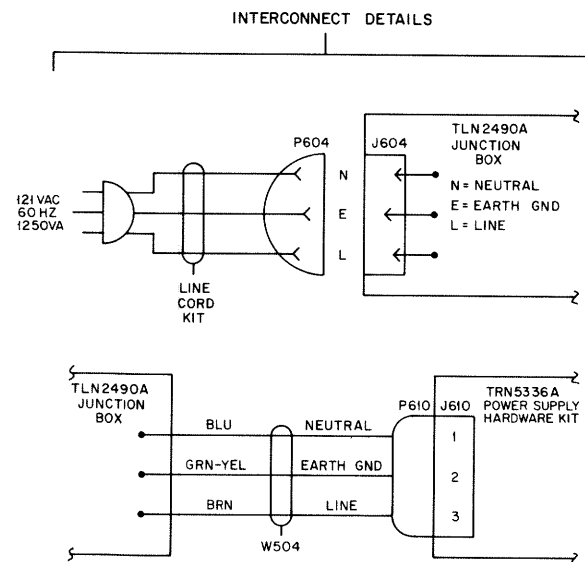 INTERCONNECT DETAILS
P604
J604
TLN2490A
JUNCTION
BOX
N = NEUTRAL
E = EARTH GND
L = LINE
N
E
L
121 VAC
60 HZ
1250VA
LINE
CORD
KIT
TLN2490A
JUNCTION
BOX
BLU
NEUTRAL
GRN-YEL
EARTH GND
BRN
LINE
W504
P610
J610
1
2
3
TRN5336A
POWER SUPPLY
HARDWARE KIT